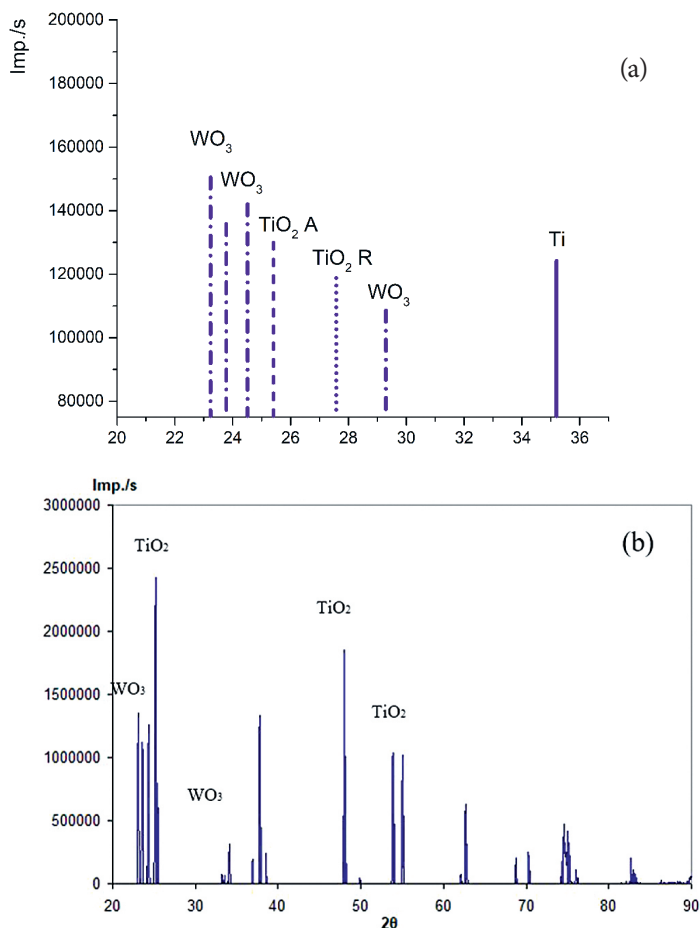 Imp./s
(a)
200000
180000
160000
140000
120000
100000
80000
WO3
WO3
TiO2 A
TiO2 R
WO3
Ti
20 22 24 26 28 30 32 34 36
Imp./s
(b)
3000000
2500000
2000000
1500000
1000000
500000
0
TiO2
TiO2
WO3
TiO2
WO3
20 30 40 50 60 70 80 90
2θ